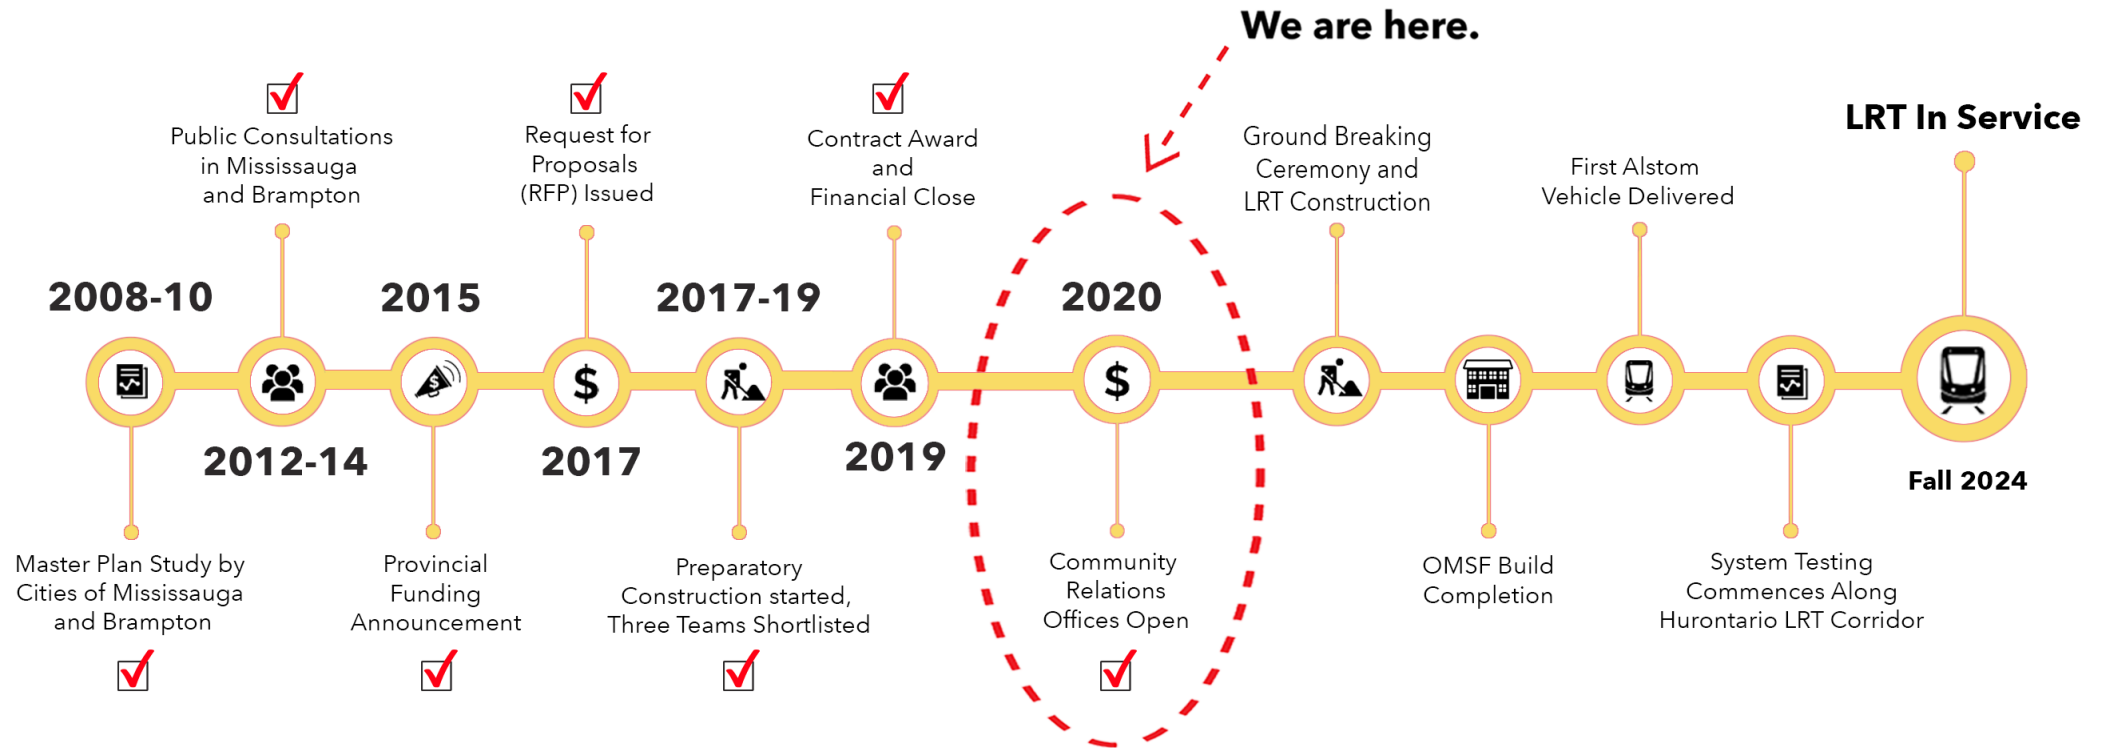 We are here.
Public Consultations
in Mississauga
and Brampton
Request for
Proposals
(RFP) Issued
Contract Award
and
Financial Close
Ground Breaking
Ceremony and
LRT Construction
First Alstom
Vehicle Delivered
LRT In Service
2008-10
2015
2017-19
2020
$
$
$
2012-14
2017
2019
Fall 2024
Master Plan Study by
Cities of Mississauga
and Brampton
Provincial
Funding
Announcement
Preparatory
Construction started,
Three Teams Shortlisted
Community
Relations
Offices Open
OMSF Build
Completion
System Testing
Commences Along
Hurontario LRT Corridor